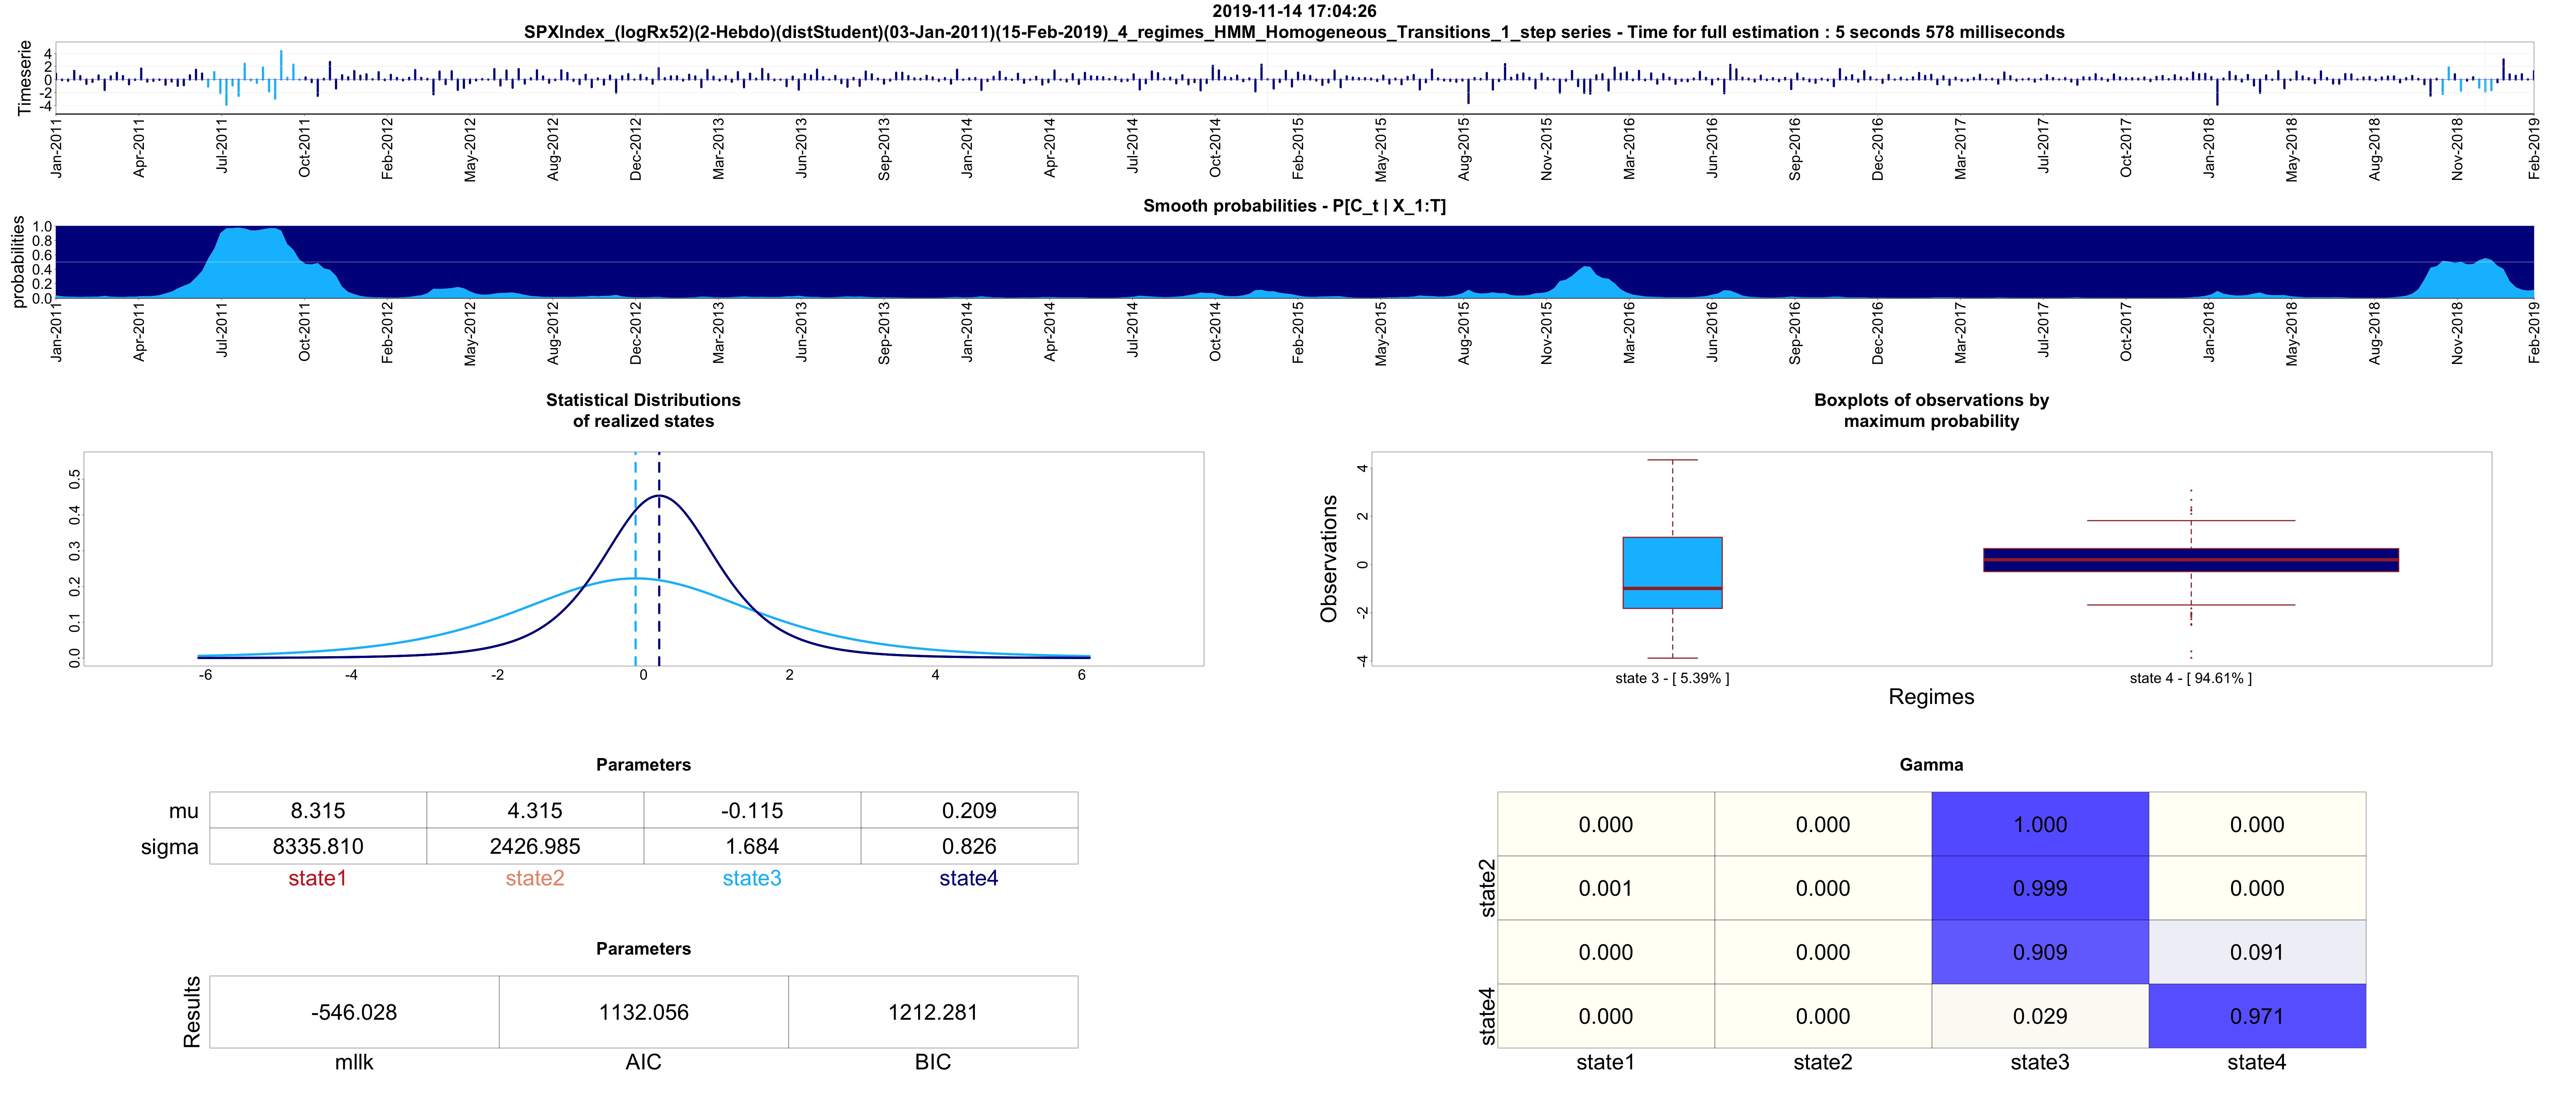 2019-11-14 17:04:26
SPXIndex_(logRx52)(2-Hebdo)(distStudent)(03-Jan-2011)(15-Feb-2019)_4_regimes_HMM_Homogeneous_Transitions_1_step series - Time for full estimation : 5 seconds 578 milliseconds
Timeserie
4
2
0
-2
-4
Jan-2011 Apr-2011 Jul-2011 Oct-2011 Feb-2012 May-2012 Aug-2012 Dec-2012 Mar-2013 Jun-2013 Sep-2013 Jan-2014 Apr-2014 Jul-2014 Oct-2014 Feb-2015 May-2015 Aug-2015 Nov-2015 Mar-2016 Jun-2016 Sep-2016 Dec-2016 Mar-2017 Jul-2017 Oct-2017 Jan-2018 May-2018 Aug-2018 Nov-2018 Feb-2019
Smooth probabilities - P[C_t | X_1:T]
probabilities
1.0
0.8
0.6
0.4
0.2
0.0
Jan-2011 Apr-2011 Jul-2011 Oct-2011 Feb-2012 May-2012 Aug-2012 Dec-2012 Mar-2013 Jun-2013 Sep-2013 Jan-2014 Apr-2014 Jul-2014 Oct-2014 Feb-2015 May-2015 Aug-2015 Nov-2015 Mar-2016 Jun-2016 Sep-2016 Dec-2016 Mar-2017 Jul-2017 Oct-2017 Jan-2018 May-2018 Aug-2018 Nov-2018 Feb-2019
Statistical Distributions
of realized states
0.5
0.4
0.3
0.2
0.1
0.0
-6 -4 -2 0 2 4 6
Boxplots of observations by
maximum probability
Observations
4
2
0
-2
-4
state 3 - [ 5.39% ] state 4 - [ 94.61% ]
Regimes
Parameters
mu 8.315 4.315 -0.115 0.209
sigma 8335.810 2426.985 1.684 0.826
state1 state2 state3 state4
Parameters
Results
-546.028 1132.056 1212.281
mllk AIC BIC
Gamma
0.000 0.000 1.000 0.000
state2 0.001 0.000 0.999 0.000
0.000 0.000 0.909 0.091
state4 0.000 0.000 0.029 0.971
state1 state2 state3 state4